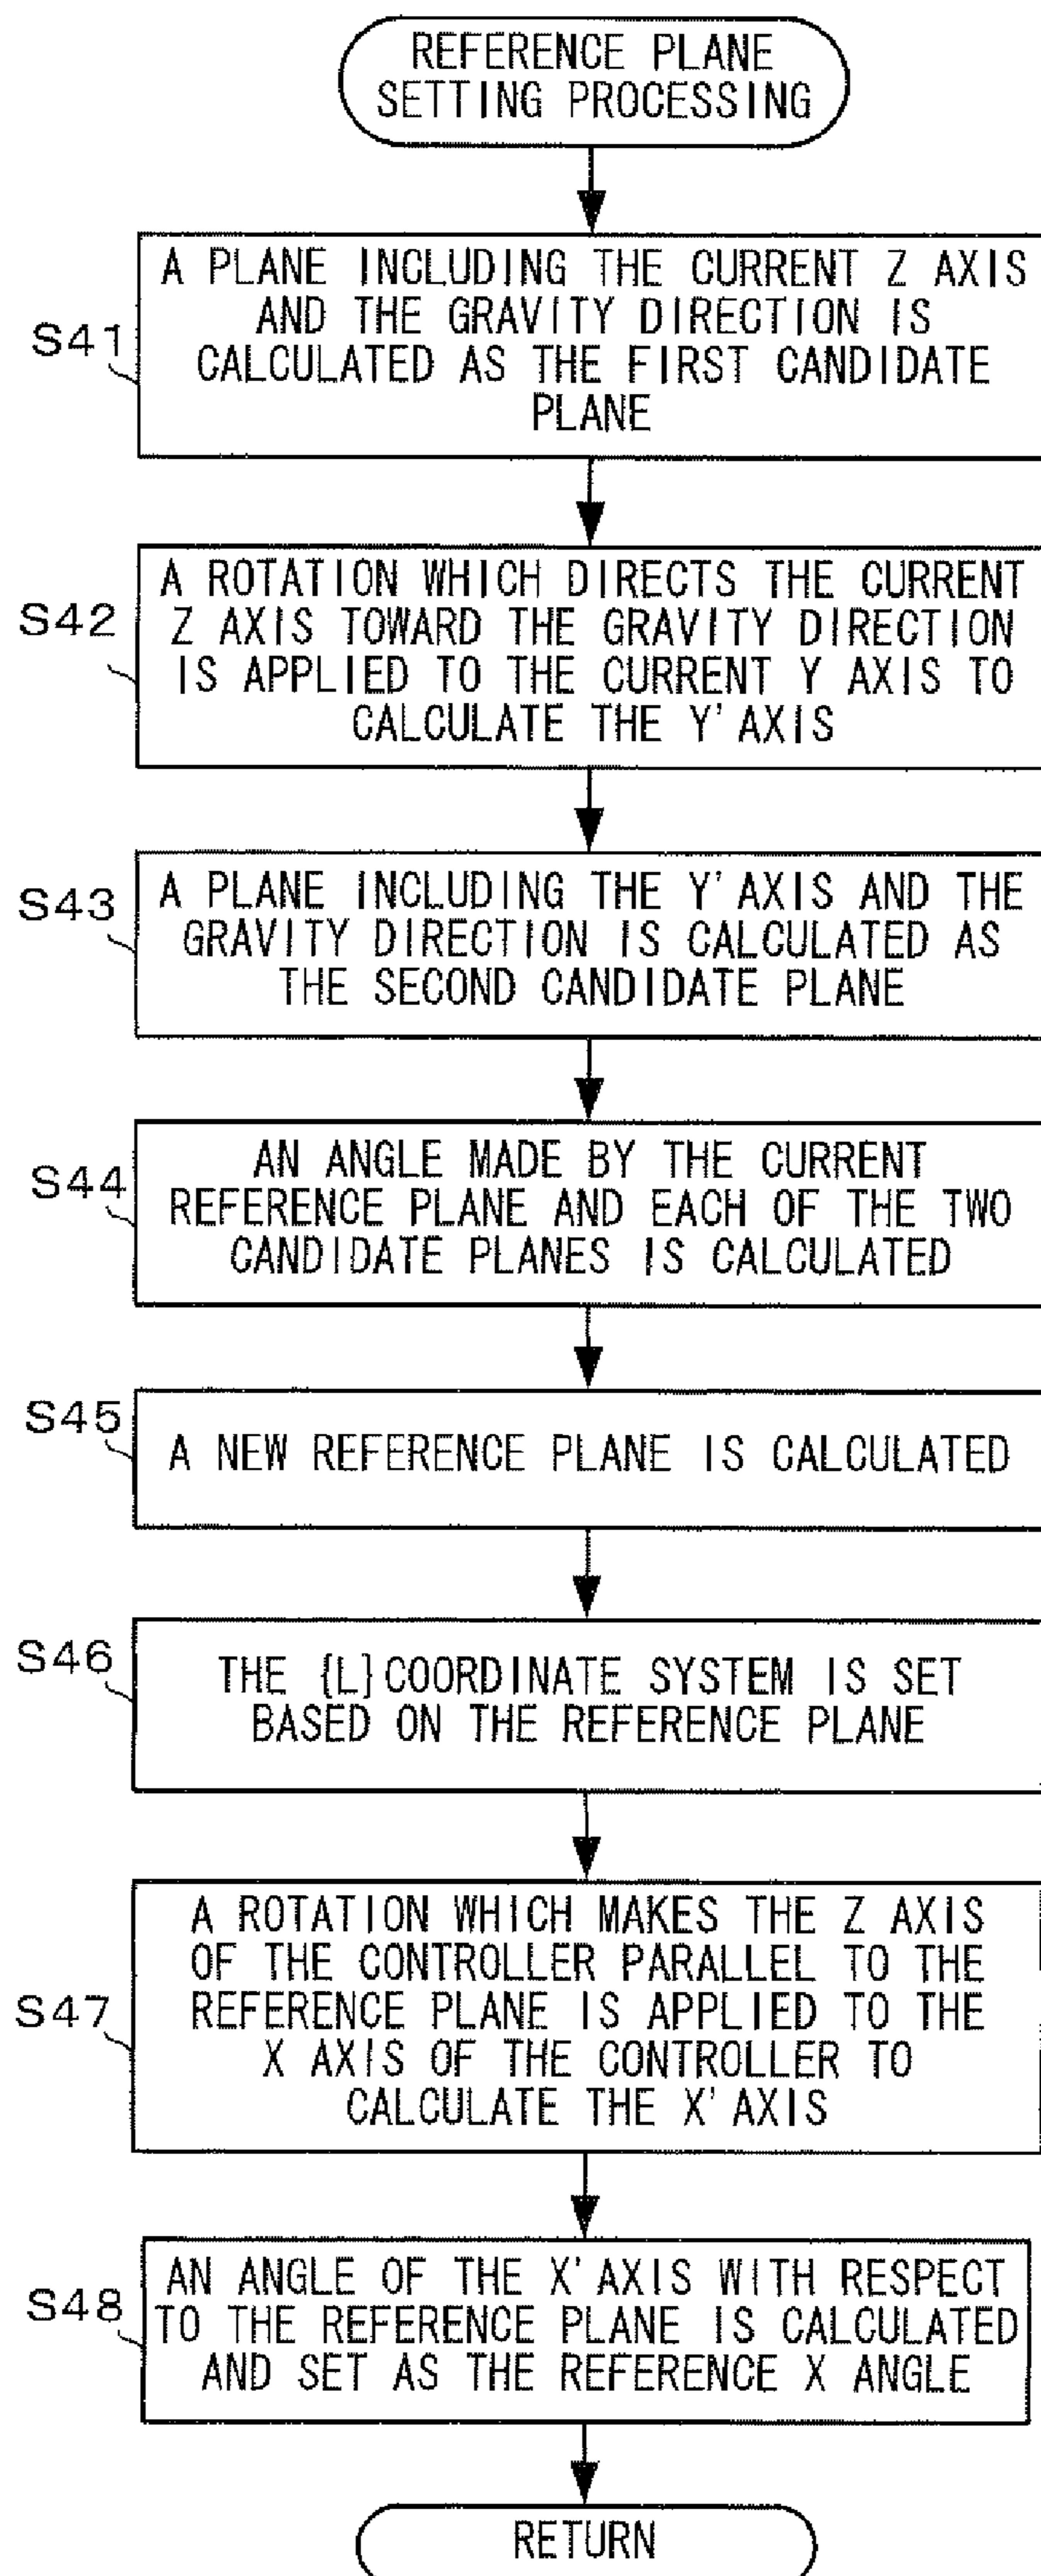 REFERENCE PLANE
SETTING PROCESSING
S41
A PLANE INCLUDING THE CURRENT Z AXIS
AND THE GRAVITY DIRECTION IS
CALCULATED AS THE FIRST CANDIDATE
PLANE
S42
A ROTATION WHICH DIRECTS THE CURRENT
Z AXIS TOWARD THE GRAVITY DIRECTION
IS APPLIED TO THE CURRENT Y AXIS TO
CALCULATE THE Y'AXIS
S43
A PLANE INCLUDING THE Y'AXIS AND THE
GRAVITY DIRECTION IS CALCULATED AS
THE SECOND CANDIDATE PLANE
S44
AN ANGLE MADE BY THE CURRENT
REFERENCE PLANE AND EACH OF THE TWO
CANDIDATE PLANES IS CALCULATED
S45
A NEW REFERENCE PLANE IS CALCULATED
S46
THE {L}COORDINATE SYSTEM IS SET
BASED ON THE REFERENCE PLANE
S47
A ROTATION WHICH MAKES THE Z AXIS
OF THE CONTROLLER PARALLEL TO THE
REFERENCE PLANE IS APPLIED TO THE
X AXIS OF THE CONTROLLER TO
CALCULATE THE X'AXIS
S48
AN ANGLE OF THE X'AXIS WITH RESPECT
TO THE REFERENCE PLANE IS CALCULATED
AND SET AS THE REFERENCE X ANGLE
RETURN